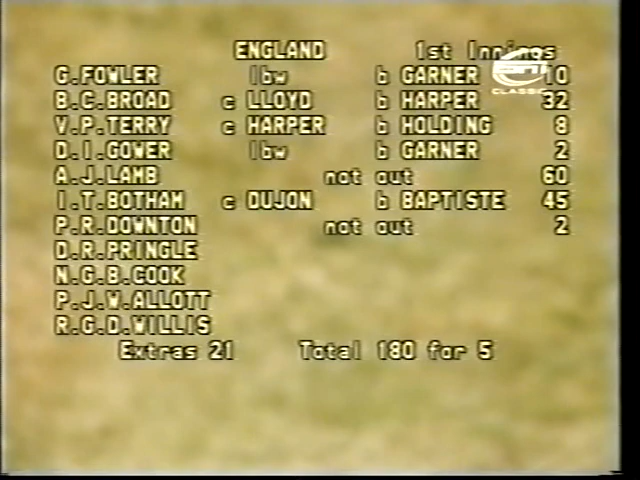 ENGLAND 1st Innings
G.FOWLER lbw b GARNER 10
B.C.BROAD c LLOYD b HARPER 32
V.P.TERRY c HARPER b HOLDING 8
D.I.GOWER lbw b GARNER 2
A.J.LAMB not out 60
I.T.BOTHAM c DUJON b BAPTISTE 45
P.R.DOWNTON not out 2
D.R.PRINGLE
N.G.B.COOK
P.J.W.ALLOTT
R.G.D.WILLIS
Extras 21 Total 180 for 5
ESPN
CLASSIC